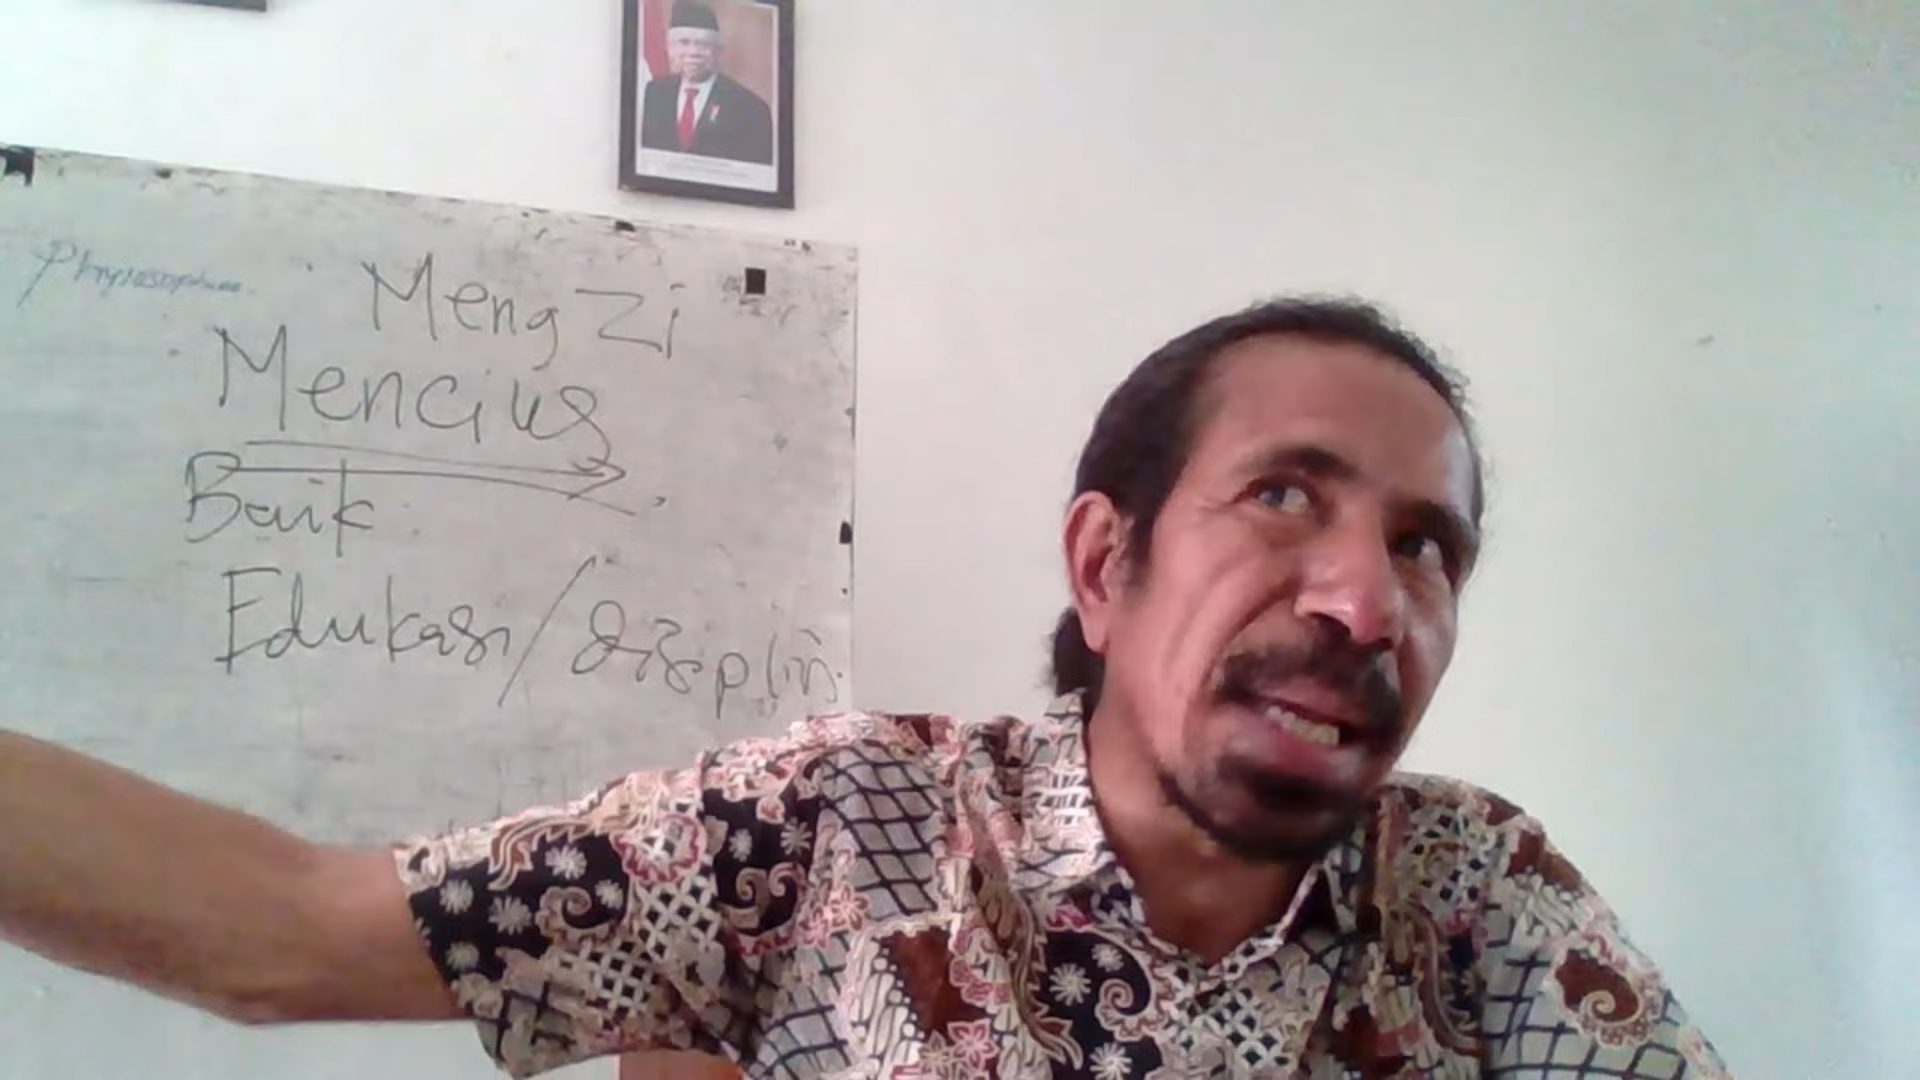 Meng Zi
Mencius
Baik
Edukasi / disiplin